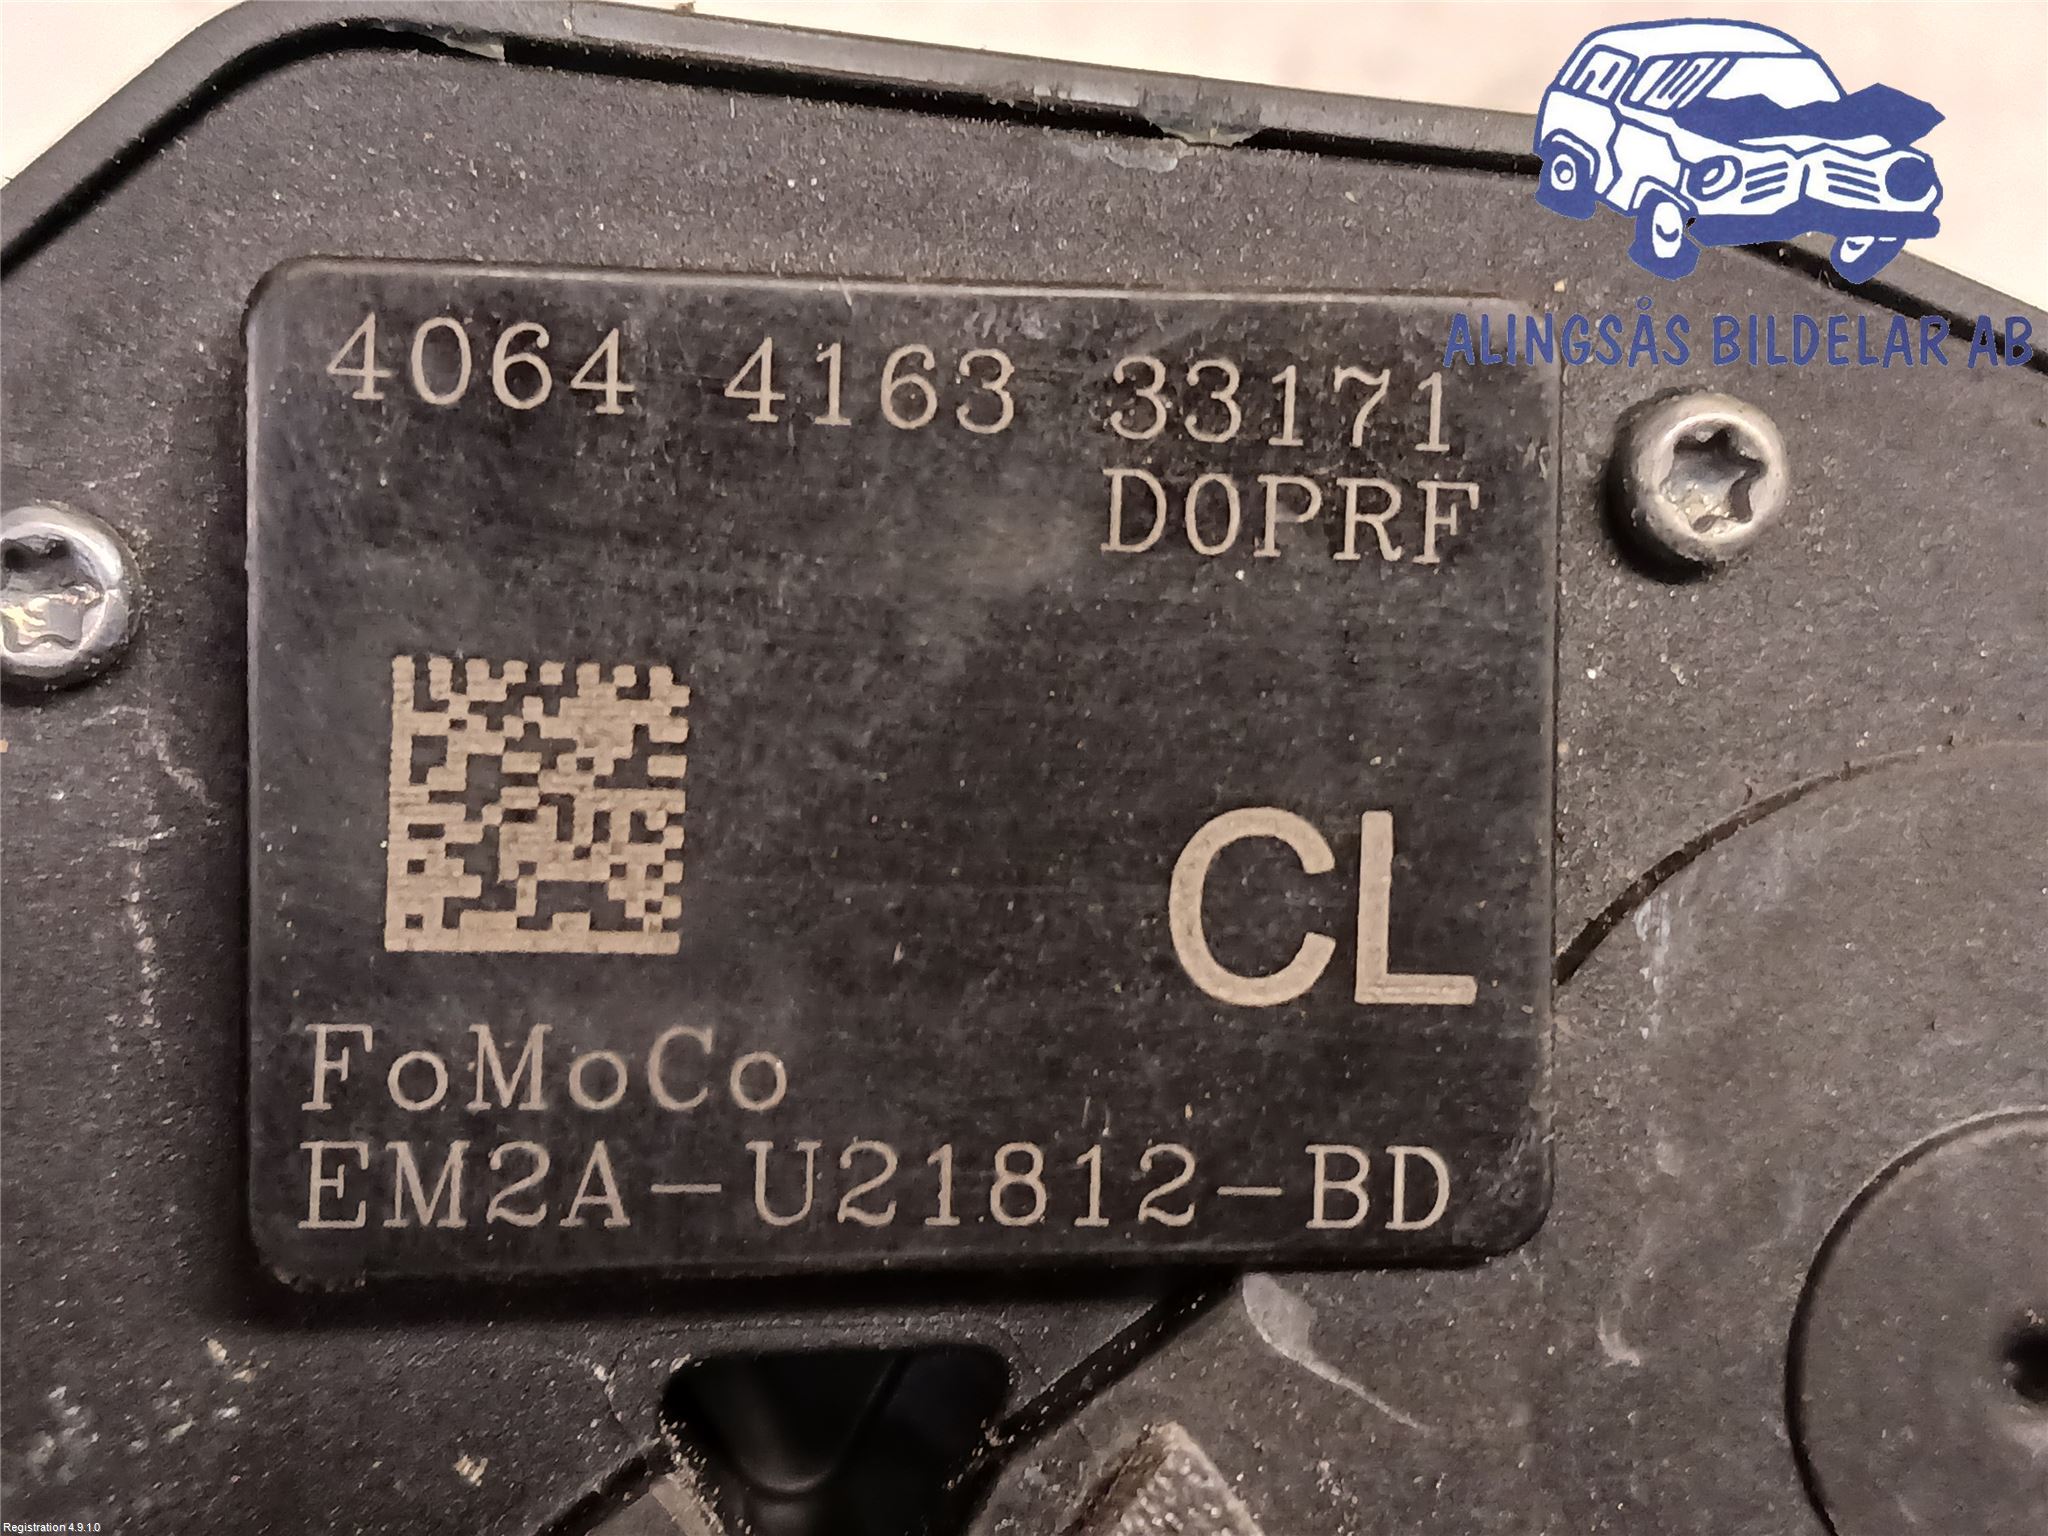 4064 4163 33171
D0PRF
CL
FoMoCo
EM2A-U21812-BD
ALINGSÅS BILDELAR AB
Registration 4.9.1.0